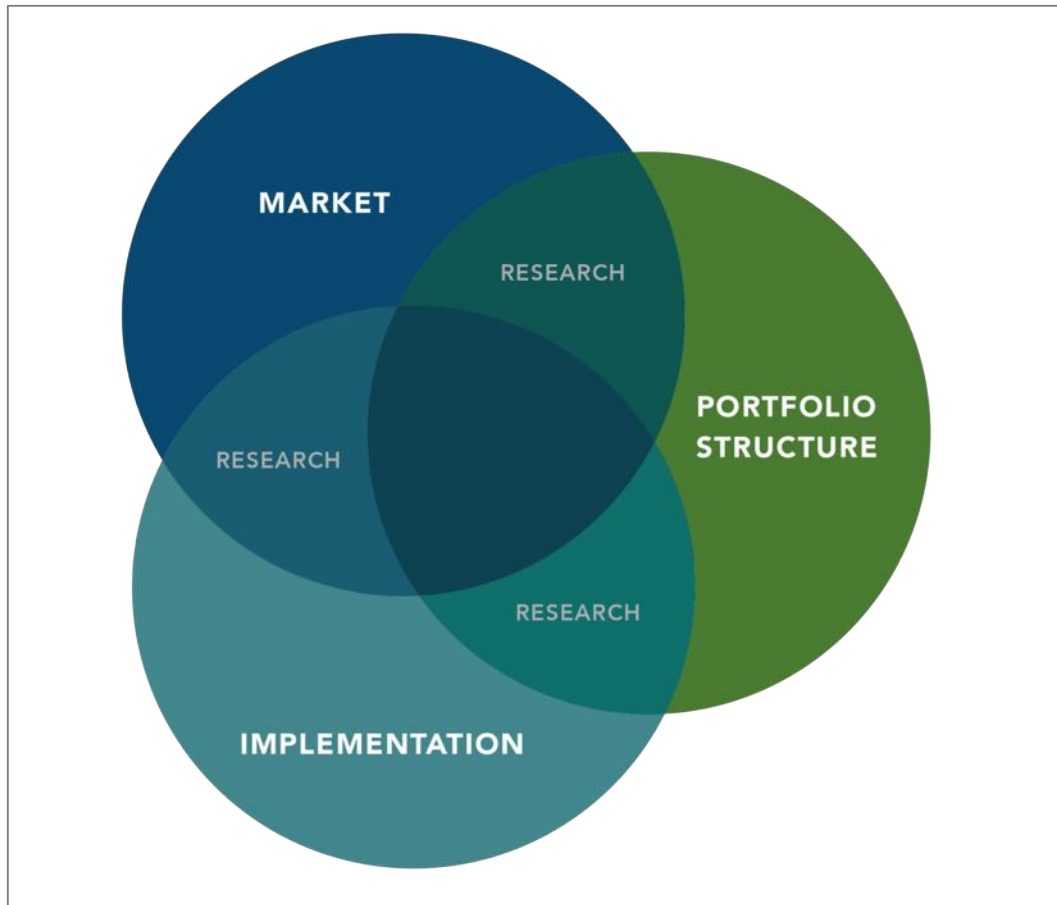 MARKET
RESEARCH
PORTFOLIO
STRUCTURE
RESEARCH
RESEARCH
IMPLEMENTATION